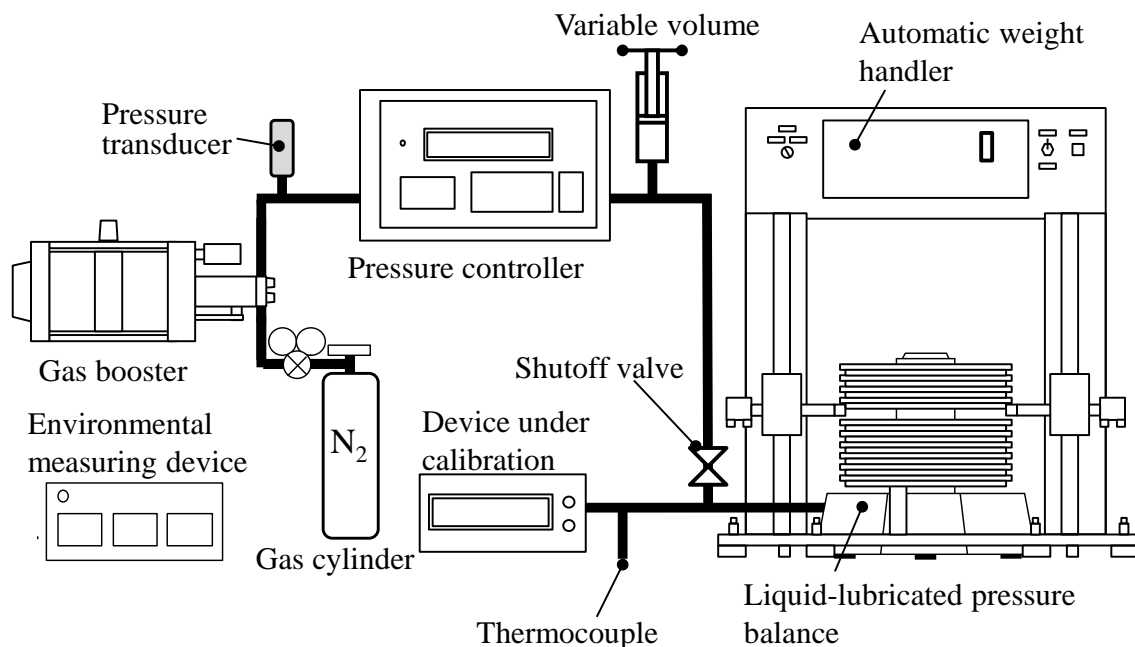 Variable volume
Automatic weight
handler
Pressure
transducer
Pressure controller
Gas booster
Shutoff valve
Environmental
measuring device
N2
Device under
calibration
Gas cylinder
Thermocouple
Liquid-lubricated pressure
balance